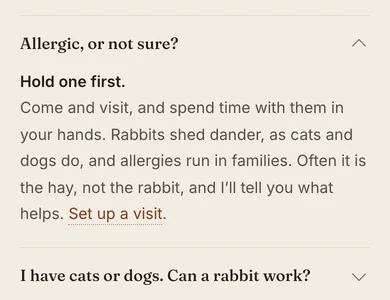 Allergic, or not sure?
Hold one first.
Come and visit, and spend time with them in
your hands. Rabbits shed dander, as cats and
dogs do, and allergies run in families. Often it is
the hay, not the rabbit, and I’ll tell you what
helps. Set up a visit.
I have cats or dogs. Can a rabbit work?